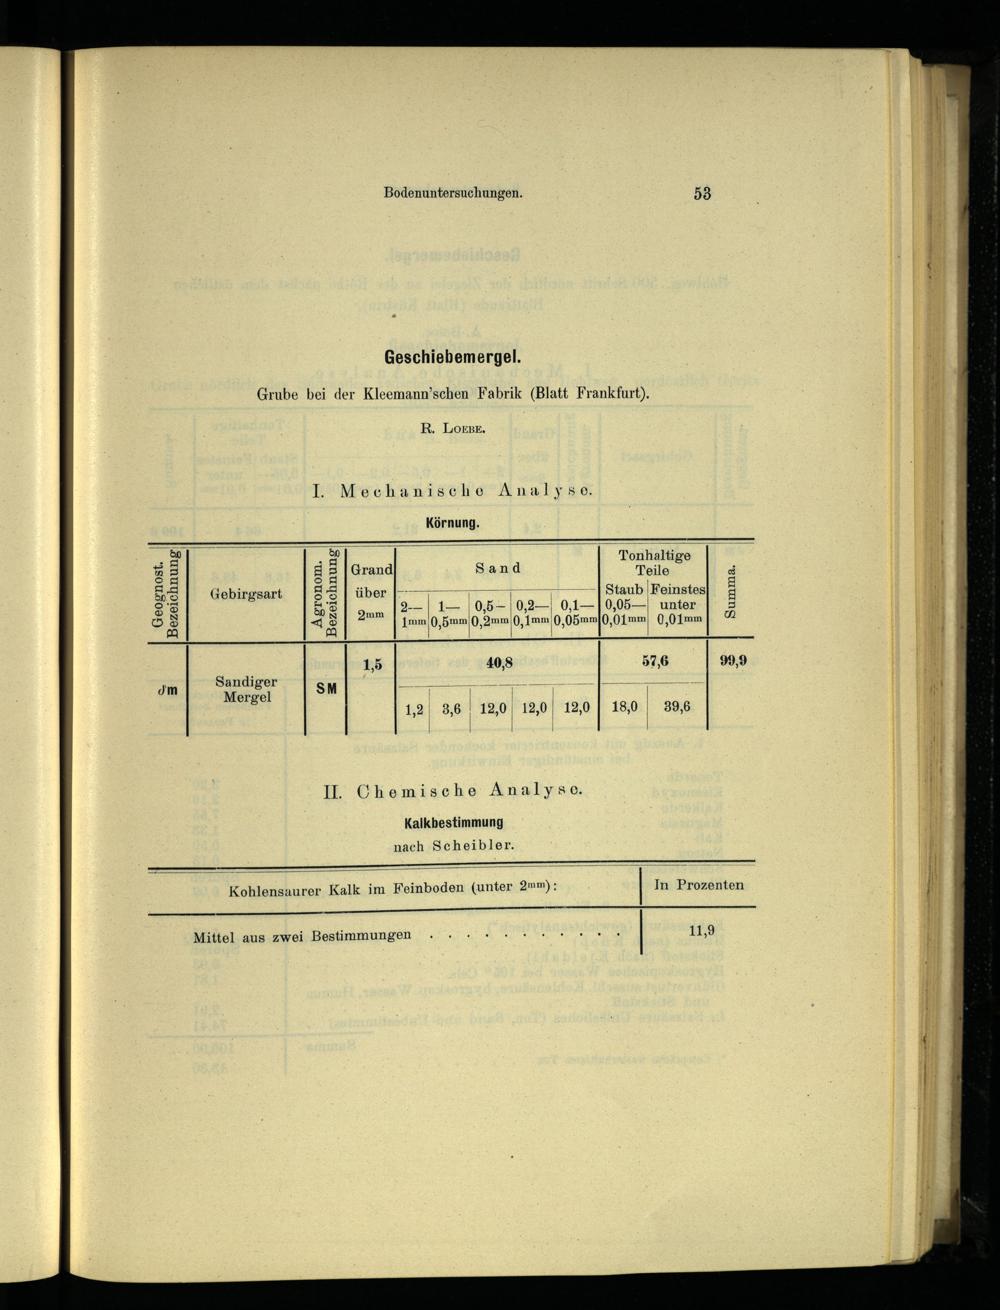 Bodenuntersuchungen. 53
Geschiebemergel.
Grube bei der Kleemann'schen Fabrik (Blatt Frankfurt).
R. Loebe.
I. Mechanische Analyse.
Körnung.
Geognost. Bezeichnung
Gebirgsart
Agronom. Bezeichnung
Grand über 2mm
Sand
2—1mm 1—0,5mm 0,5–0,2mm 0,2—0,1mm 0,1—0,05mm
Tonhaltige Teile
Staub 0,05—0,01mm Feinstes unter 0,01mm
Summa.
1,5 40,8 57,6 99,9
∂m Sandiger Mergel SM
1,2 3,6 12,0 12,0 12,0 18,0 39,6
II. Chemische Analyse.
Kalkbestimmung
nach Scheibler.
Kohlensaurer Kalk im Feinboden (unter 2mm): In Prozenten
Mittel aus zwei Bestimmungen . . . . . . . . . . . 11,9